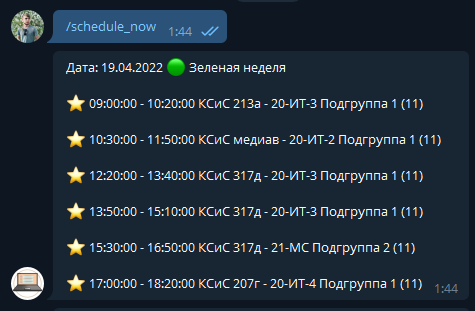 /schedule_now
1:44
Дата: 19.04.2022 🟢 Зеленая неделя
⭐ 09:00:00 - 10:20:00 КСиС 213а - 20-ИТ-3 Подгруппа 1 (11)
⭐ 10:30:00 - 11:50:00 КСиС медиав - 20-ИТ-2 Подгруппа 1 (11)
⭐ 12:20:00 - 13:40:00 КСиС 317д - 20-ИТ-3 Подгруппа 1 (11)
⭐ 13:50:00 - 15:10:00 КСиС 317д - 20-ИТ-3 Подгруппа 1 (11)
⭐ 15:30:00 - 16:50:00 КСиС 317д - 21-МС Подгруппа 2 (11)
⭐ 17:00:00 - 18:20:00 КСиС 207г - 20-ИТ-4 Подгруппа 1 (11)
1:44